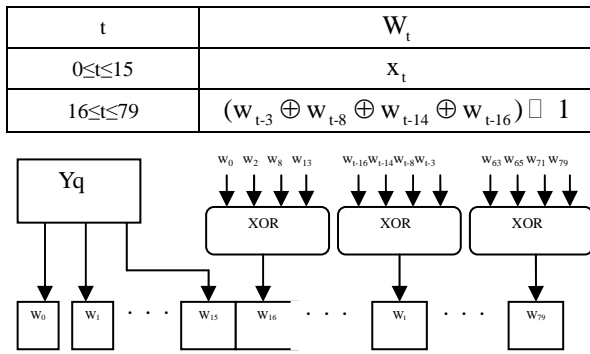 t W_t
0≤t≤15 x_t
16≤t≤79 (w_{t-3} ⊕ w_{t-8} ⊕ w_{t-14} ⊕ w_{t-16}) □ 1
Yq
w_0 w_2 w_8 w_13
w_{t-16} w_{t-14} w_{t-8} w_{t-3}
w_63 w_65 w_71 w_79
XOR XOR XOR
w_0 w_1 · · · w_15 w_16 · · · w_t · · · w_79